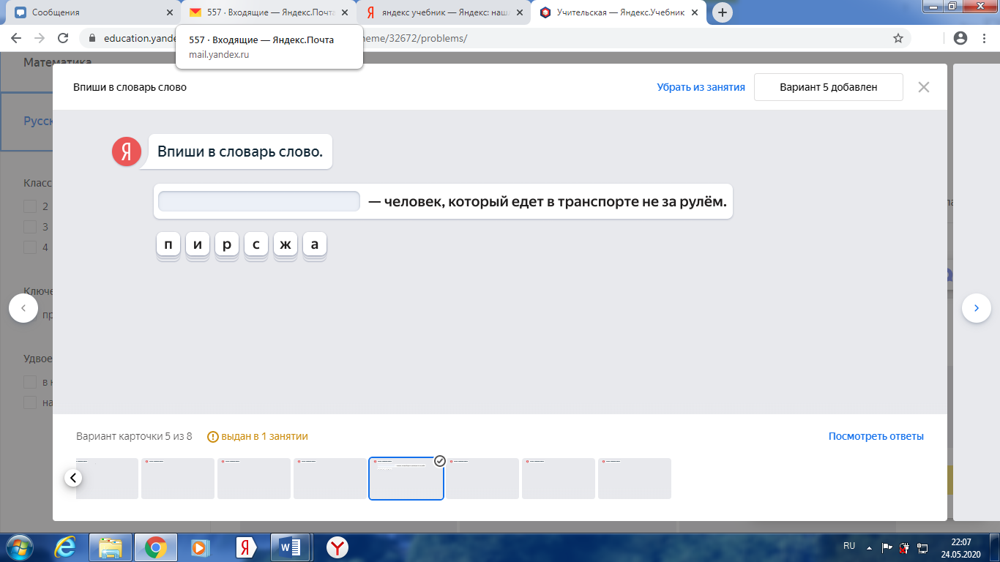 Сообщения
557 · Входящие — Яндекс.Почта
яндекс учебник — Яндекс: наш
Учительская — Яндекс.Учебник
education.yande
heme/32672/problems/
557 · Входящие — Яндекс.Почта
mail.yandex.ru
Математика
Впиши в словарь слово
Убрать из занятия
Вариант 5 добавлен
Русск
Я Впиши в словарь слово.
— человек, который едет в транспорте не за рулём.
п и р с ж а
Класс
2
3
4
Ключе
пр
Удвое
на
Вариант карточки 5 из 8
выдан в 1 занятии
Посмотреть ответы
RU
22:07
24.05.2020